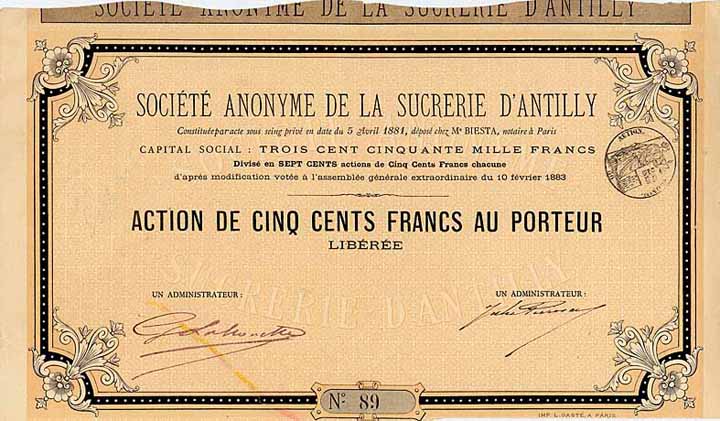 SOCIÉTÉ ANONYME DE LA SUCRERIE D'ANTILLY
SOCIÉTÉ ANONYME DE LA SUCRERIE D'ANTILLY
Constituée par acte sous seing privé en date du 5 Avril 1881, déposé chez Me BIESTA, notaire à Paris
CAPITAL SOCIAL : TROIS CENT CINQUANTE MILLE FRANCS
Divisé en SEPT CENTS actions de Cinq Cents Francs chacune
d'après modification votée à l'assemblée générale extraordinaire du 10 février 1883
ACTION.
ACTION DE CINQ CENTS FRANCS AU PORTEUR
LIBÉRÉE
SUCRERIE D'ANTILLY
UN ADMINISTRATEUR :
UN ADMINISTRATEUR :
No 89
IMP. L. GASTÉ, A PARIS.